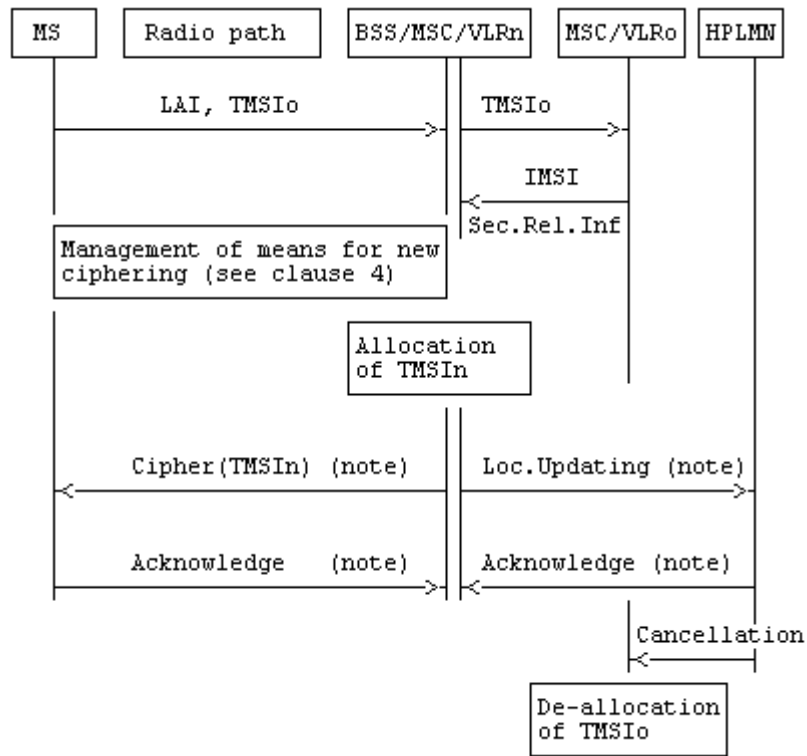 MS
Radio path
BSS/MSC/VLRn
MSC/VLRo
HPLMN
LAI, TMSIo
TMSIo
IMSI
Sec.Rel.Inf
Management of means for new
ciphering (see clause 4)
Allocation
of TMSIn
Cipher(TMSIn) (note)
Loc.Updating (note)
Acknowledge (note)
Acknowledge (note)
Cancellation
De-allocation
of TMSIo